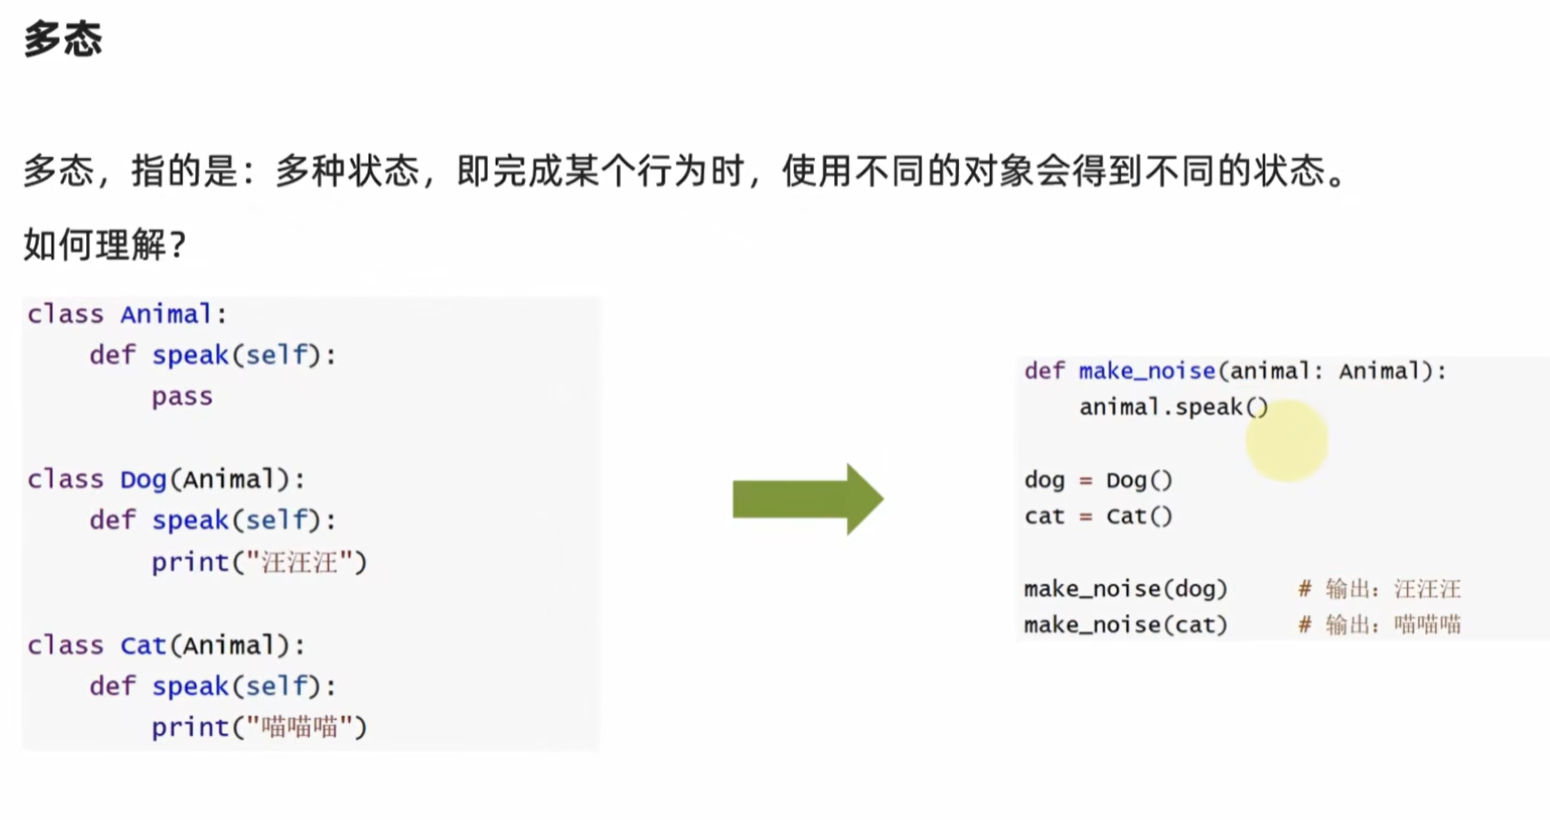 多态
多态，指的是：多种状态，即完成某个行为时，使用不同的对象会得到不同的状态。
如何理解？
class Animal:
    def speak(self):
        pass
class Dog(Animal):
    def speak(self):
        print("汪汪汪")
class Cat(Animal):
    def speak(self):
        print("喵喵喵")
def make_noise(animal: Animal):
    animal.speak()
dog = Dog()
cat = Cat()
make_noise(dog)     # 输出：汪汪汪
make_noise(cat)     # 输出：喵喵喵